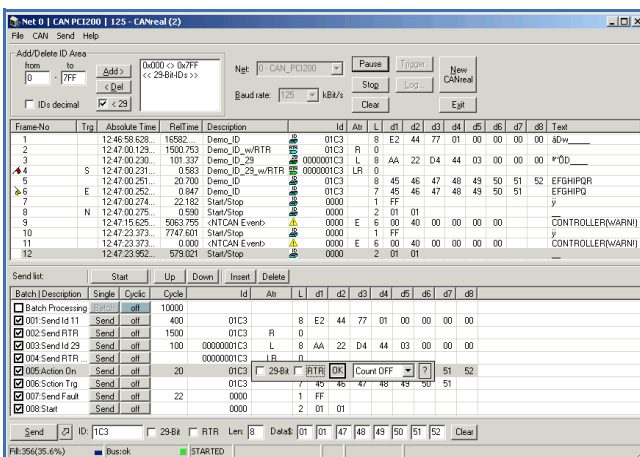 Net 0 | CAN PCI200 | 125 - CANreal (2)
File CAN Send Help
Add/Delete ID Area
from to
0 - 7FF
Add >
< Del
IDs decimal
< 29
0x000 <> 0x7FF
<< 29-Bit-IDs >>
Net: 0 - CAN_PCI200
Baud rate: 125 kBit/s
Pause Trigger...
Stop Log...
Clear
New CANreal
Exit
Frame-No Trg Absolute Time RelTime Description Id Atr L d1 d2 d3 d4 d5 d6 d7 d8 Text
1 12:46:58.628... 16582.... Demo_ID 01C3 8 E2 44 77 01 00 00 00 00 âDw____
2 12:47:00.129... 1500.753 Demo_ID_w/RTR 01C3 R 0
3 12:47:00.230... 101.337 Demo_ID_29 0000001C3 L 8 AA 22 D4 44 03 00 00 00 ª"ÔD____
4 S 12:47:00.231... 0.583 Demo_ID_29_w/RTR 0000001C3 LR 0
5 12:47:00.251... 20.700 Demo_ID 01C3 8 45 46 47 48 49 50 51 52 EFGHIPQR
6 E 12:47:00.252... 0.847 Demo_ID 01C3 7 45 46 47 48 49 50 51 EFGHIPQ
7 12:47:00.274... 22.182 Start/Stop 0000 1 FF ÿ
8 N 12:47:00.275... 0.590 Start/Stop 0000 2 01 01
9 12:47:15.625... 5063.755 <NTCAN Event> 0000 E 6 00 40 00 00 00 00 CONTROLLER(WARN!)
10 12:47:23.373... 7747.601 Start/Stop 0000 1 FF ÿ
11 12:47:23.373... 0.000 <NTCAN Event> 0000 E 6 00 40 00 00 00 00 CONTROLLER(WARN!)
12 12:47:23.952... 579.021 Start/Stop 0000 2 01 01
Send list: Start Up Down Insert Delete
Batch | Description Single Cyclic Cycle Id Atr L d1 d2 d3 d4 d5 d6 d7 d8
Batch Processing Batch off 10000
001:Send Id 11 Send off 400 01C3 8 E2 44 77 01 00 00 00 00
002:Send RTR Send off 1500 01C3 R 0
003:Send Id 29 Send off 100 00000001C3 L 8 AA 22 D4 44 03 00 00 00
004:Send RTR ... Send off 00000001C3 LR 0
005:Action On Send off 20 01C3 29-Bit RTR OK Count OFF ? 51 52
006:Sction Trg Send off 01C3 7 45 46 47 48 49 50 51
007:Send Fault Send off 22 0000 1 FF
008:Start Send off 0000 2 01 01
Send ID: 1C3 29-Bit RTR Len: 8 Data$: 01 01 47 48 49 50 51 52 Clear
Fill:356(35.6%) Bus:ok STARTED